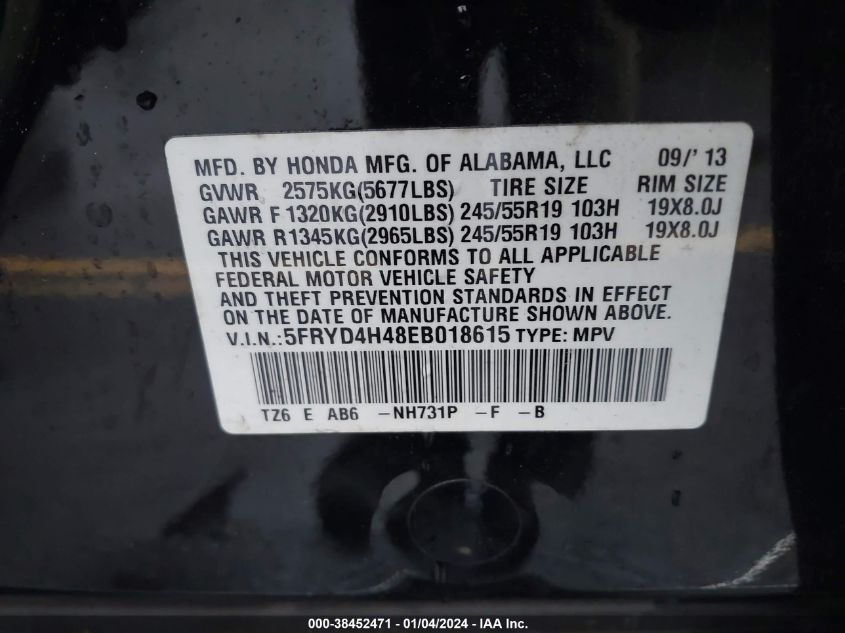 MFD. BY HONDA MFG. OF ALABAMA, LLC 09/' 13
GVWR 2575KG(5677LBS) TIRE SIZE RIM SIZE
GAWR F 1320KG(2910LBS) 245/55R19 103H 19X8.0J
GAWR R1345KG(2965LBS) 245/55R19 103H 19X8.0J
THIS VEHICLE CONFORMS TO ALL APPLICABLE
FEDERAL MOTOR VEHICLE SAFETY
AND THEFT PREVENTION STANDARDS IN EFFECT
ON THE DATE OF MANUFACTURE SHOWN ABOVE.
V.I.N.:5FRYD4H48EB018615 TYPE: MPV
TZ6 E AB6 -NH731P -F -B
000-38452471 - 01/04/2024 - IAA Inc.